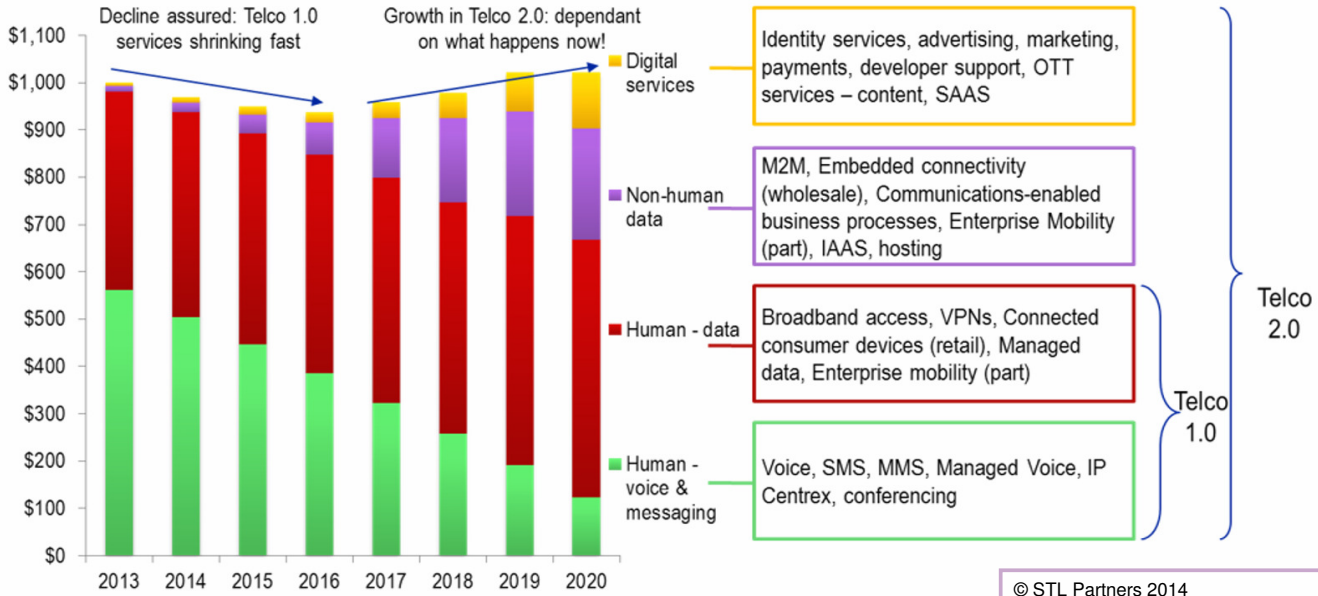 Decline assured: Telco 1.0
services shrinking fast
Growth in Telco 2.0: dependant
on what happens now!
$1,100
$1,000
$900
$800
$700
$600
$500
$400
$300
$200
$100
$0
2013 2014 2015 2016 2017 2018 2019 2020
Digital
services
Identity services, advertising, marketing,
payments, developer support, OTT
services – content, SAAS
Non-human
data
M2M, Embedded connectivity
(wholesale), Communications-enabled
business processes, Enterprise Mobility
(part), IAAS, hosting
Human - data
Broadband access, VPNs, Connected
consumer devices (retail), Managed
data, Enterprise mobility (part)
Human -
voice &
messaging
Voice, SMS, MMS, Managed Voice, IP
Centrex, conferencing
Telco
1.0
Telco
2.0
© STL Partners 2014